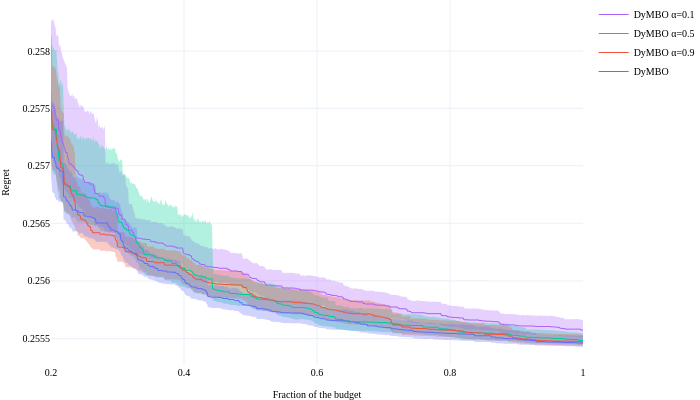 DyMBO α=0.1
DyMBO α=0.5
DyMBO α=0.9
DyMBO
0.258
0.2575
0.257
0.2565
0.256
0.2555
Regret
0.2
0.4
0.6
0.8
1
Fraction of the budget